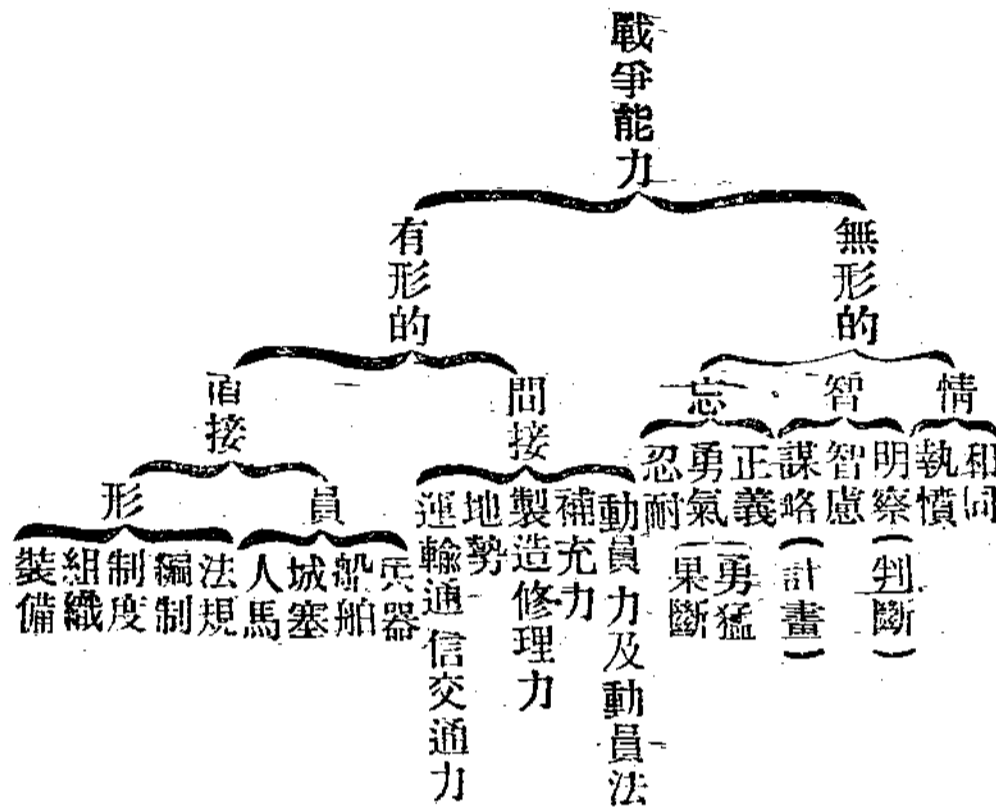 戰爭能力
無形的
有形的
情
智
忘
間接
直接
和同
執憤
明察(判斷)
智慮
謀略(計畫)
正義
勇氣
勇猛
果斷
忍耐
動員力及動員法
補充力
製造修理力
地勢
運輸通信交通力
員
形
兵器
船舶
城塞
人馬
法規
編制
制度
組織
裝備